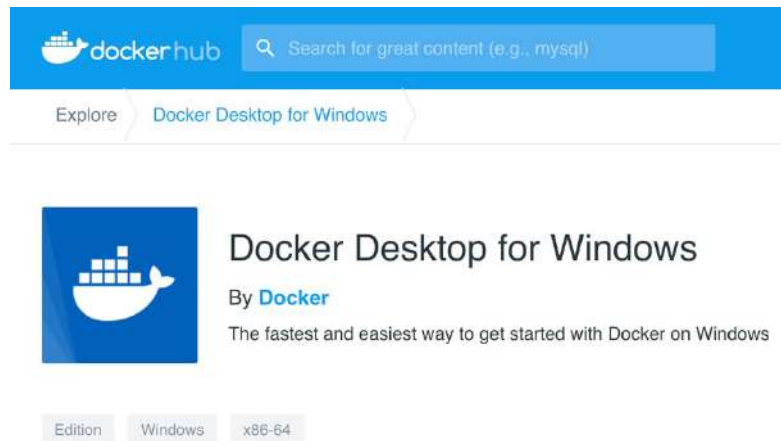 dockerhub Search for great content (e.g., mysql)
Explore Docker Desktop for Windows
Docker Desktop for Windows
By Docker
The fastest and easiest way to get started with Docker on Windows
Edition Windows x86-64